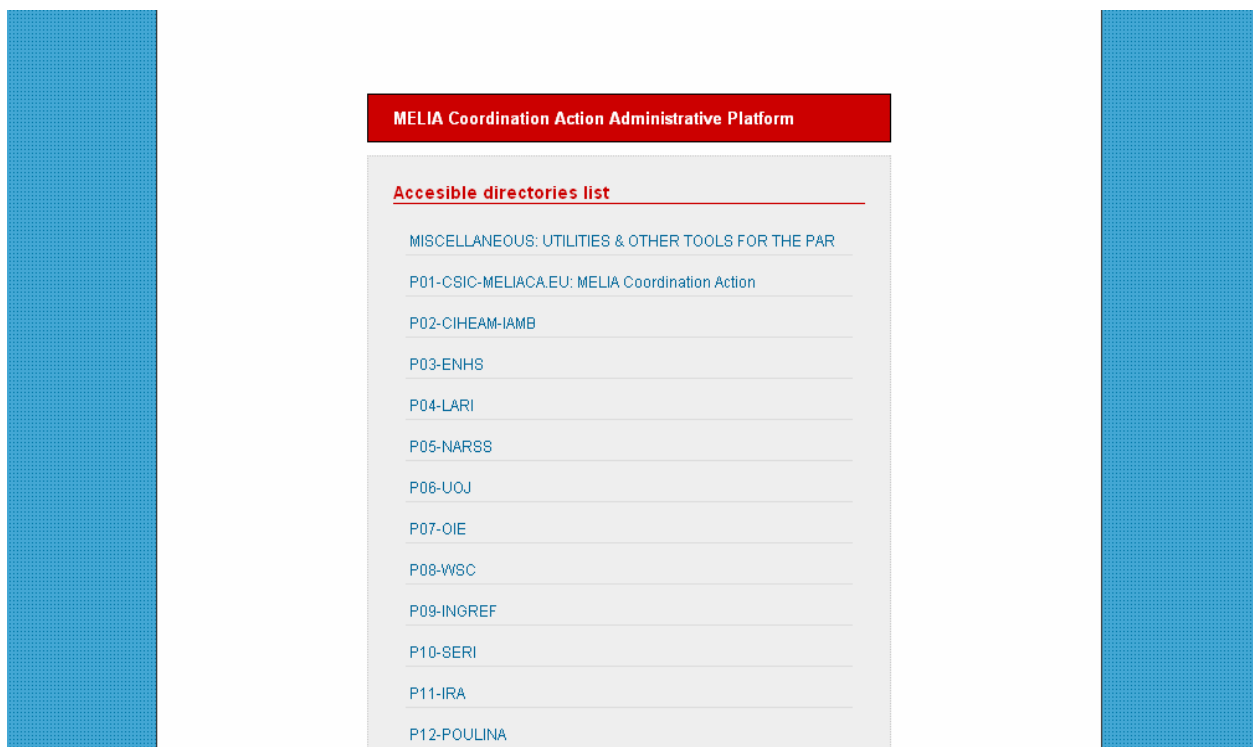 MELIA Coordination Action Administrative Platform
Accesible directories list
MISCELLANEOUS: UTILITIES & OTHER TOOLS FOR THE PAR
P01-CSIC-MELIACA.EU: MELIA Coordination Action
P02-CIHEAM-IAMB
P03-ENHS
P04-LARI
P05-NARSS
P06-UOJ
P07-OIE
P08-WSC
P09-INGREF
P10-SERI
P11-IRA
P12-POULINA